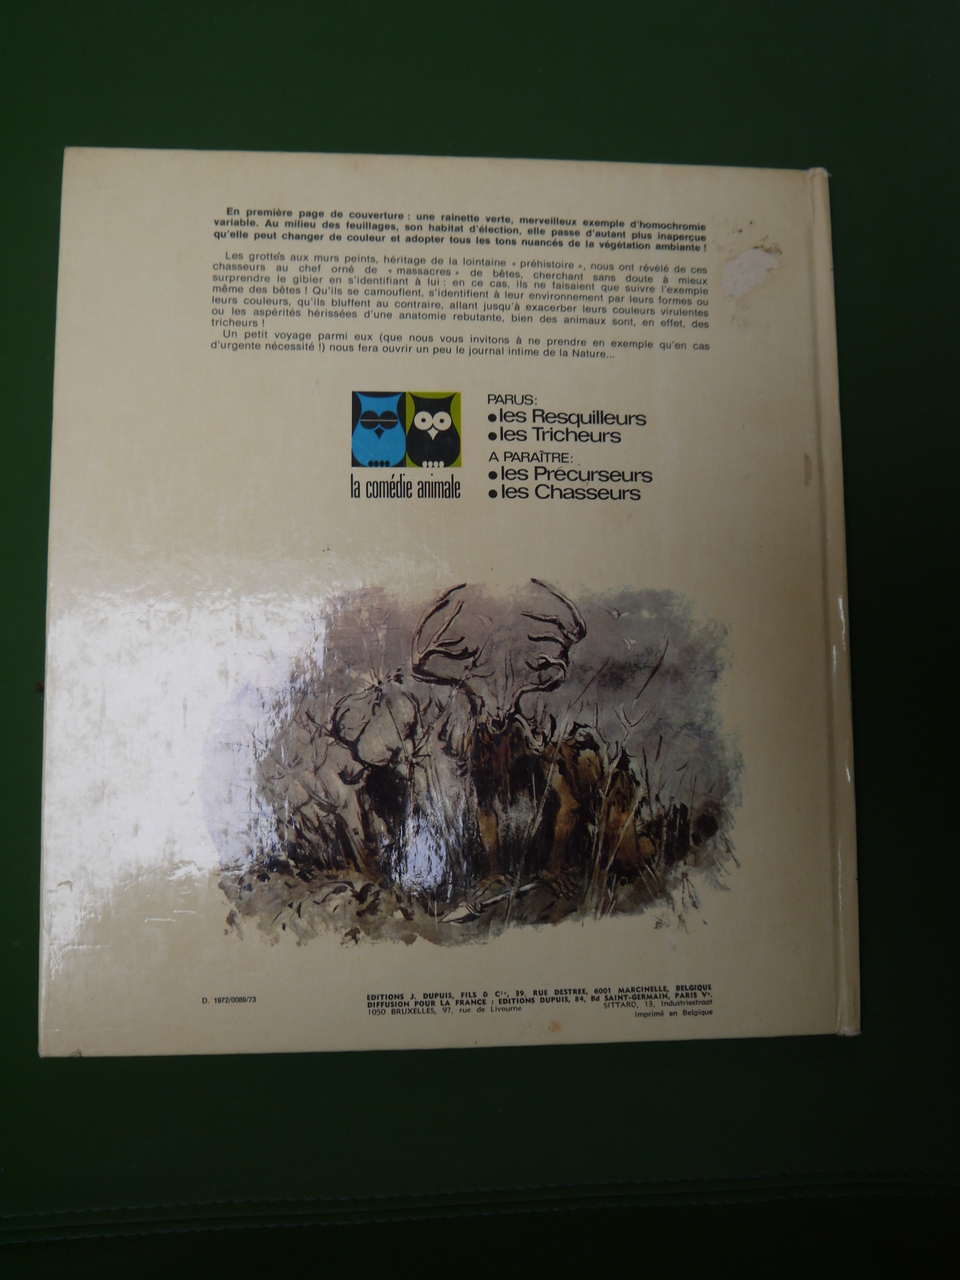 En première page de couverture : une rainette verte, merveilleux exemple d'homochromie
variable. Au milieu des feuillages, son habitat d'élection, elle passe d'autant plus inaperçue
qu'elle peut changer de couleur et adopter tous les tons nuancés de la végétation ambiante !
Les grottes aux murs peints, héritage de la lointaine « préhistoire », nous ont révélé de ces
chasseurs au chef orné de « massacres » de bêtes, cherchant sans doute à mieux
surprendre le gibier en s'identifiant à lui : en ce cas, ils ne faisaient que suivre l'exemple
même des bêtes ! Qu'ils se camouflent, s'identifient à leur environnement par leurs formes ou
leurs couleurs, qu'ils bluffent au contraire, allant jusqu'à exacerber leurs couleurs virulentes
ou les aspérités hérissées d'une anatomie rebutante, bien des animaux sont, en effet, des
tricheurs !
Un petit voyage parmi eux (que nous vous invitons à ne prendre en exemple qu'en cas
d'urgente nécessité !) nous fera ouvrir un peu le journal intime de la Nature...
la comédie animale
PARUS:
• les Resquilleurs
• les Tricheurs
A PARAÎTRE:
• les Précurseurs
• les Chasseurs
D. 1972/0089/73
EDITIONS J. DUPUIS, FILS & Cie, 39, RUE DESTREE, 6001 MARCINELLE, BELGIQUE
DIFFUSION POUR LA FRANCE : EDITIONS DUPUIS, 84, Bd SAINT-GERMAIN, PARIS Ve.
1050 BRUXELLES, 97, rue de Livourne SITTARD, 13, Industriestraat
Imprimé en Belgique